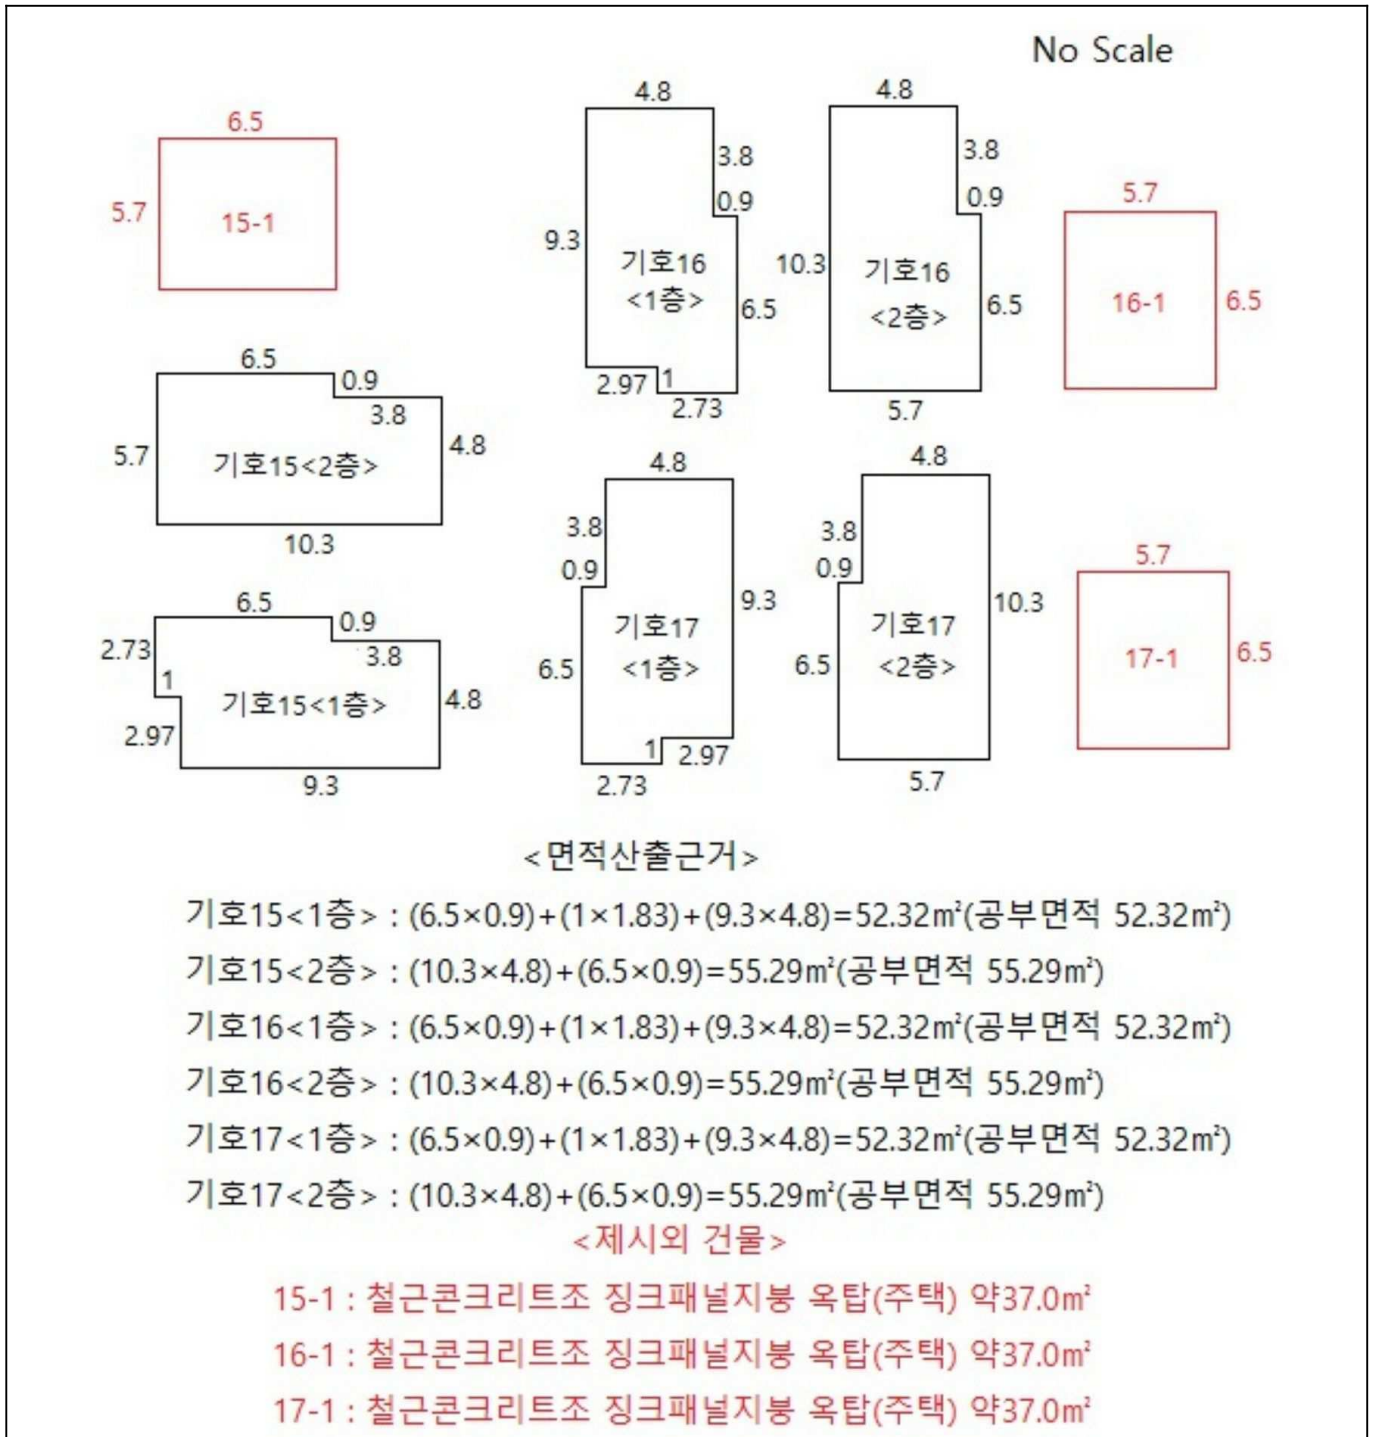 No Scale
6.5
5.7
15-1
4.8
3.8
0.9
9.3
기호16
<1층>
6.5
2.97
1
2.73
4.8
3.8
0.9
10.3
기호16
<2층>
6.5
5.7
5.7
16-1
6.5
6.5
0.9
3.8
5.7
기호15<2층>
4.8
10.3
6.5
0.9
2.73
3.8
1
기호15<1층>
4.8
2.97
9.3
4.8
3.8
0.9
9.3
기호17
<1층>
6.5
1
2.97
2.73
4.8
3.8
0.9
10.3
기호17
<2층>
6.5
5.7
5.7
17-1
6.5
<면적산출근거>
기호15<1층> : (6.5×0.9)+(1×1.83)+(9.3×4.8)=52.32㎡(공부면적 52.32㎡)
기호15<2층> : (10.3×4.8)+(6.5×0.9)=55.29㎡(공부면적 55.29㎡)
기호16<1층> : (6.5×0.9)+(1×1.83)+(9.3×4.8)=52.32㎡(공부면적 52.32㎡)
기호16<2층> : (10.3×4.8)+(6.5×0.9)=55.29㎡(공부면적 55.29㎡)
기호17<1층> : (6.5×0.9)+(1×1.83)+(9.3×4.8)=52.32㎡(공부면적 52.32㎡)
기호17<2층> : (10.3×4.8)+(6.5×0.9)=55.29㎡(공부면적 55.29㎡)
<제시외 건물>
15-1 : 철근콘크리트조 징크패널지붕 옥탑(주택) 약37.0㎡
16-1 : 철근콘크리트조 징크패널지붕 옥탑(주택) 약37.0㎡
17-1 : 철근콘크리트조 징크패널지붕 옥탑(주택) 약37.0㎡